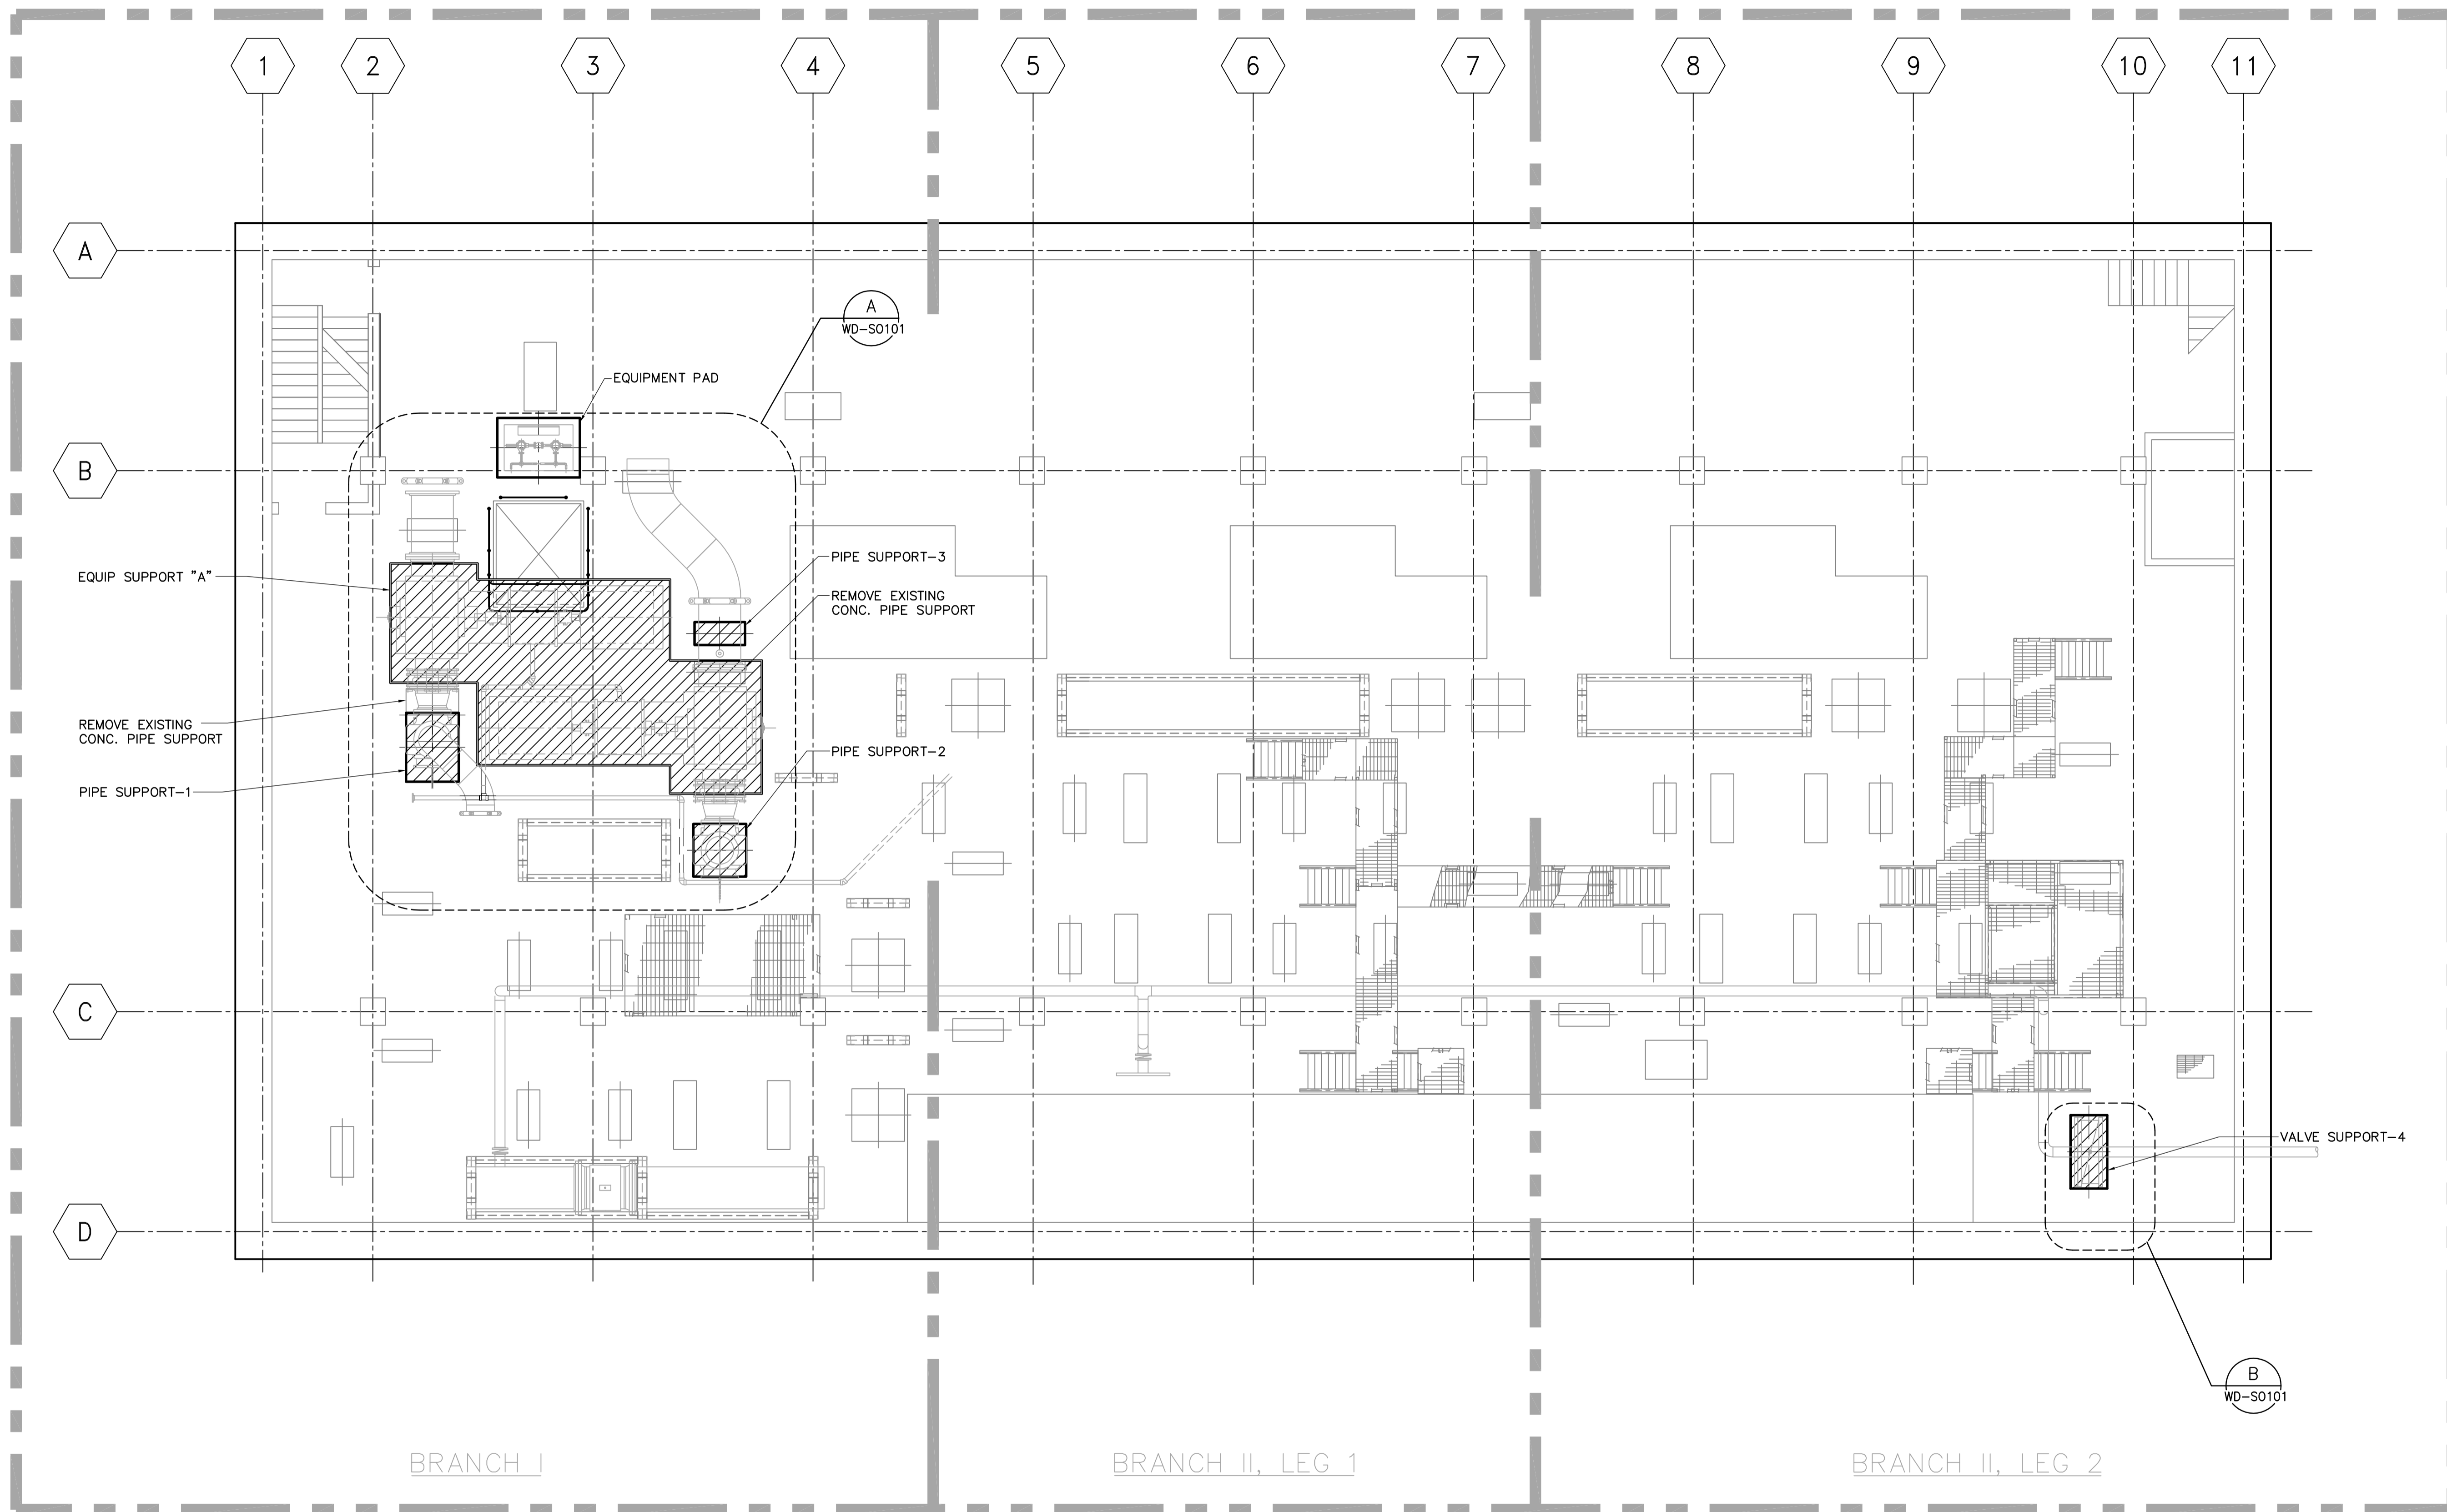 1
2
3
4
5
6
7
8
9
10
11
A
A
WD-S0101
EQUIPMENT PAD
B
PIPE SUPPORT-3
EQUIP SUPPORT "A"
REMOVE EXISTING
CONC. PIPE SUPPORT
REMOVE EXISTING
CONC. PIPE SUPPORT
PIPE SUPPORT-2
PIPE SUPPORT-1
C
VALVE SUPPORT-4
D
B
WD-S0101
BRANCH I
BRANCH II, LEG 1
BRANCH II, LEG 2